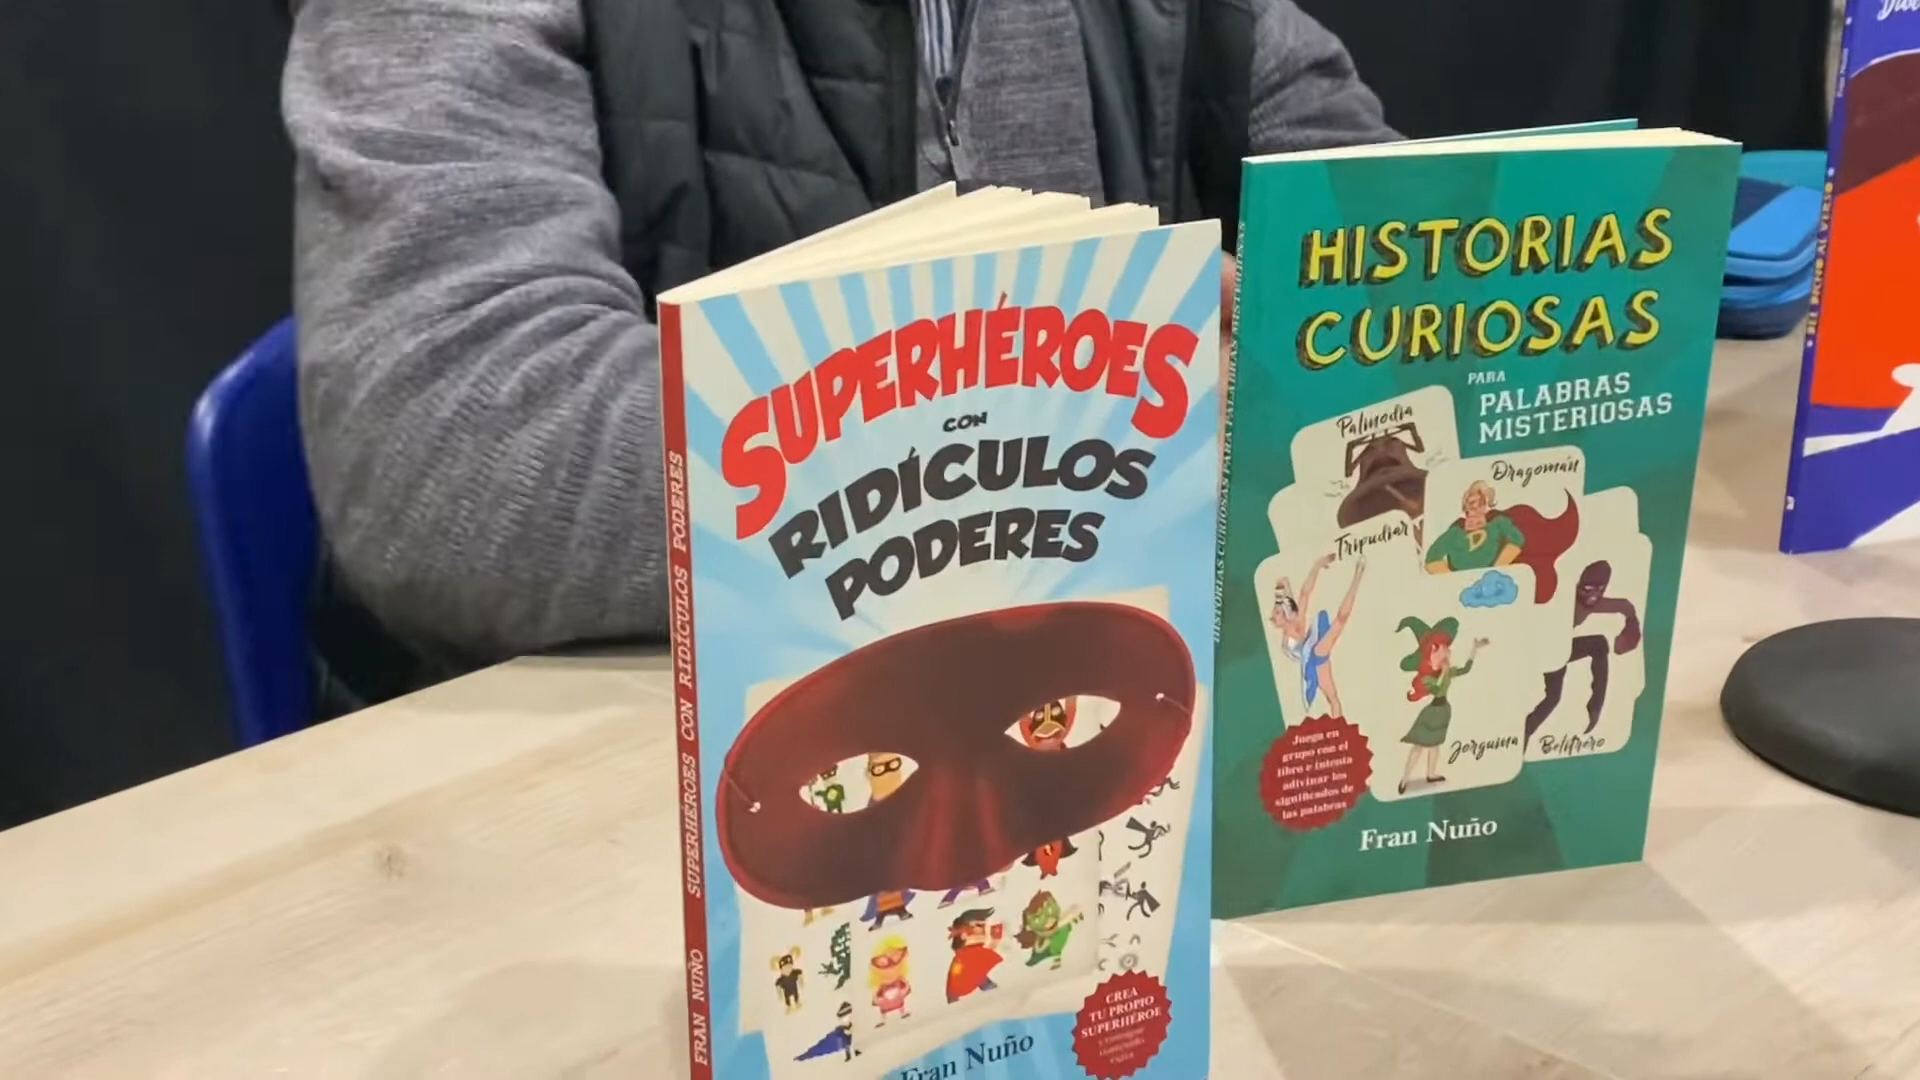 SUPERHÉROES
CON
RIDÍCULOS
PODERES
CREA
TU PROPIO
SUPERHÉROE
Fran Nuño
FRAN NUÑO SUPERHÉROES CON RIDÍCULOS PODERES
HISTORIAS
CURIOSAS
PARA
PALABRAS
MISTERIOSAS
Palmodia
Dragomán
Tripudiar
Jorguina
Belitrero
Juega en
grupo con el
libro e intenta
adivinar los
significados de
las palabras
Fran Nuño
HISTORIAS CURIOSAS PARA PALABRAS MISTERIOSAS